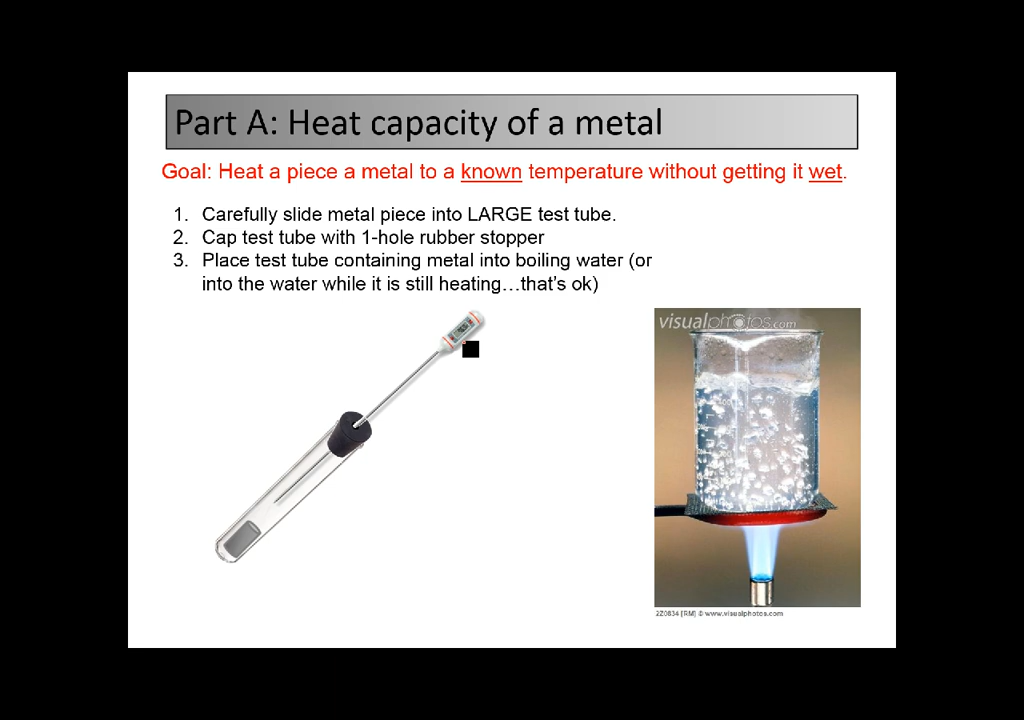 Part A: Heat capacity of a metal
Goal: Heat a piece a metal to a known temperature without getting it wet.
1. Carefully slide metal piece into LARGE test tube.
2. Cap test tube with 1-hole rubber stopper
3. Place test tube containing metal into boiling water (or
into the water while it is still heating…that's ok)
visualphotos.com
2Z0834 [RM] © www.visualphotos.com